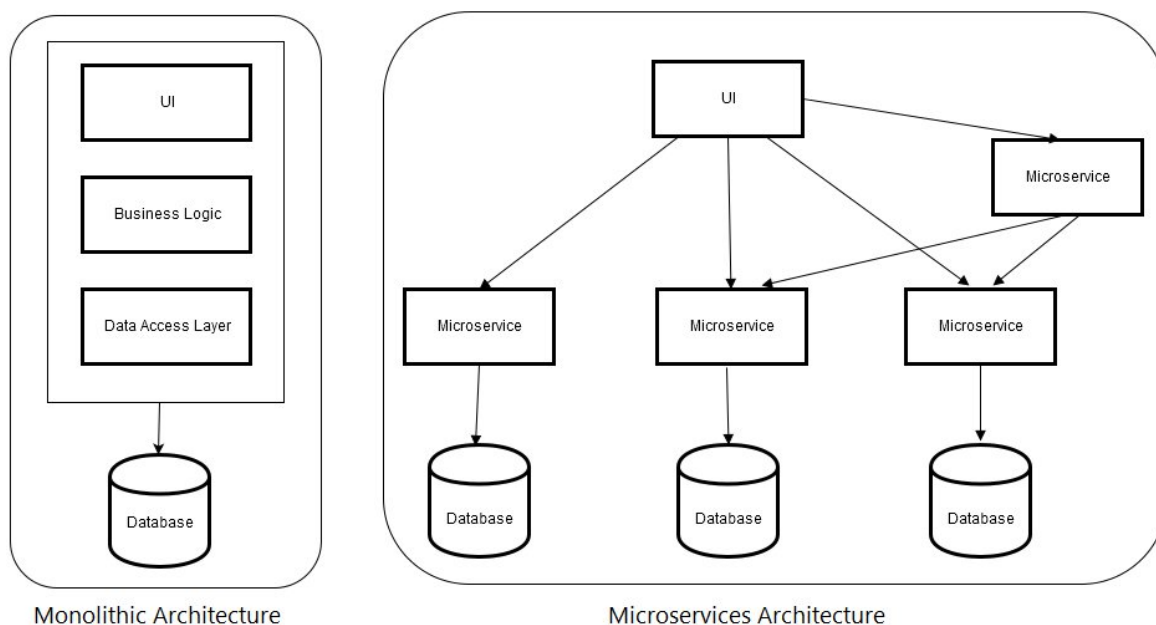 UI
Business Logic
Data Access Layer
Database
Monolithic Architecture
UI
Microservice
Microservice
Microservice
Microservice
Database
Database
Database
Microservices Architecture